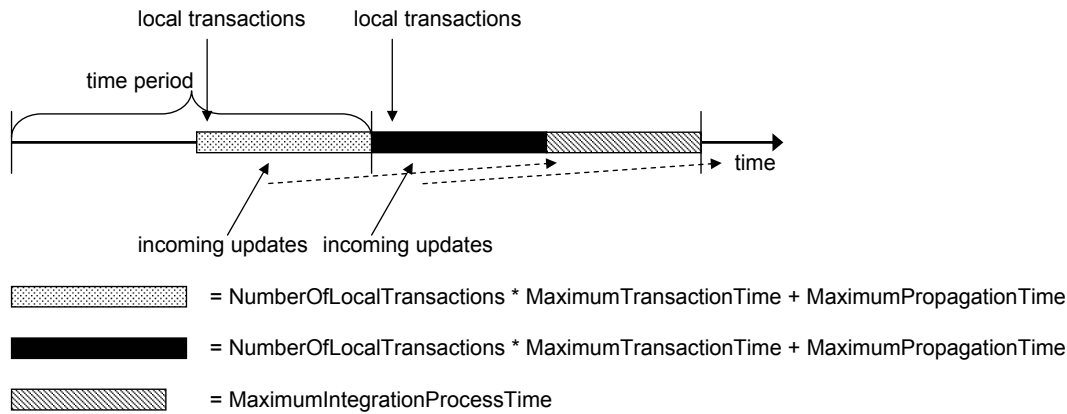 local transactions
local transactions
time period
time
incoming updates
incoming updates
= NumberOfLocalTransactions * MaximumTransactionTime + MaximumPropagationTime
= NumberOfLocalTransactions * MaximumTransactionTime + MaximumPropagationTime
= MaximumIntegrationProcessTime